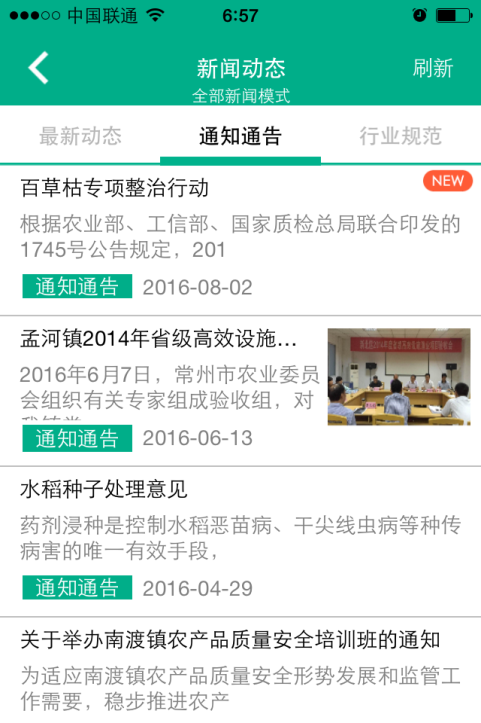 中国联通
6:57
新闻动态
刷新
全部新闻模式
最新动态
通知通告
行业规范
百草枯专项整治行动
NEW
根据农业部、工信部、国家质检总局联合印发的
1745号公告规定，201
通知通告 2016-08-02
孟河镇2014年省级高效设施...
2016年6月7日，常州市农业委员
会组织有关专家组成验收组，对
通知通告 2016-06-13
水稻种子处理意见
药剂浸种是控制水稻恶苗病、干尖线虫病等种传
病害的唯一有效手段，
通知通告 2016-04-29
关于举办南渡镇农产品质量安全培训班的通知
为适应南渡镇农产品质量安全形势发展和监管工
作需要，稳步推进农产